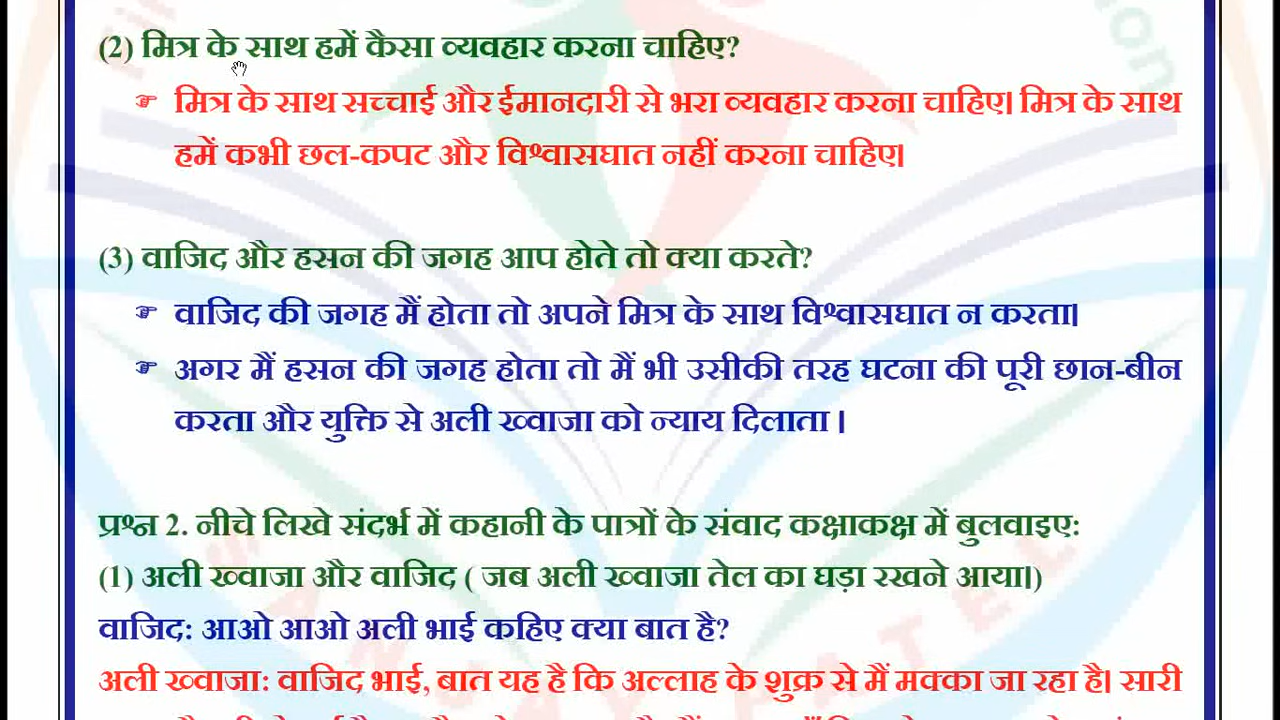 (2) मित्र के साथ हमें कैसा व्यवहार करना चाहिए?
☞ मित्र के साथ सच्चाई और ईमानदारी से भरा व्यवहार करना चाहिए। मित्र के साथ
हमें कभी छल-कपट और विश्वासघात नहीं करना चाहिए।
(3) वाजिद और हसन की जगह आप होते तो क्या करते?
☞ वाजिद की जगह मैं होता तो अपने मित्र के साथ विश्वासघात न करता।
☞ अगर मैं हसन की जगह होता तो मैं भी उसीकी तरह घटना की पूरी छान-बीन
करता और युक्ति से अली ख्वाजा को न्याय दिलाता ।
प्रश्न 2. नीचे लिखे संदर्भ में कहानी के पात्रों के संवाद कक्षाकक्ष में बुलवाइए:
(1) अली ख्वाजा और वाजिद ( जब अली ख्वाजा तेल का घड़ा रखने आया।)
वाजिद: आओ आओ अली भाई कहिए क्या बात है?
अली ख्वाजा: वाजिद भाई, बात यह है कि अल्लाह के शुक्र से मैं मक्का जा रहा है। सारी